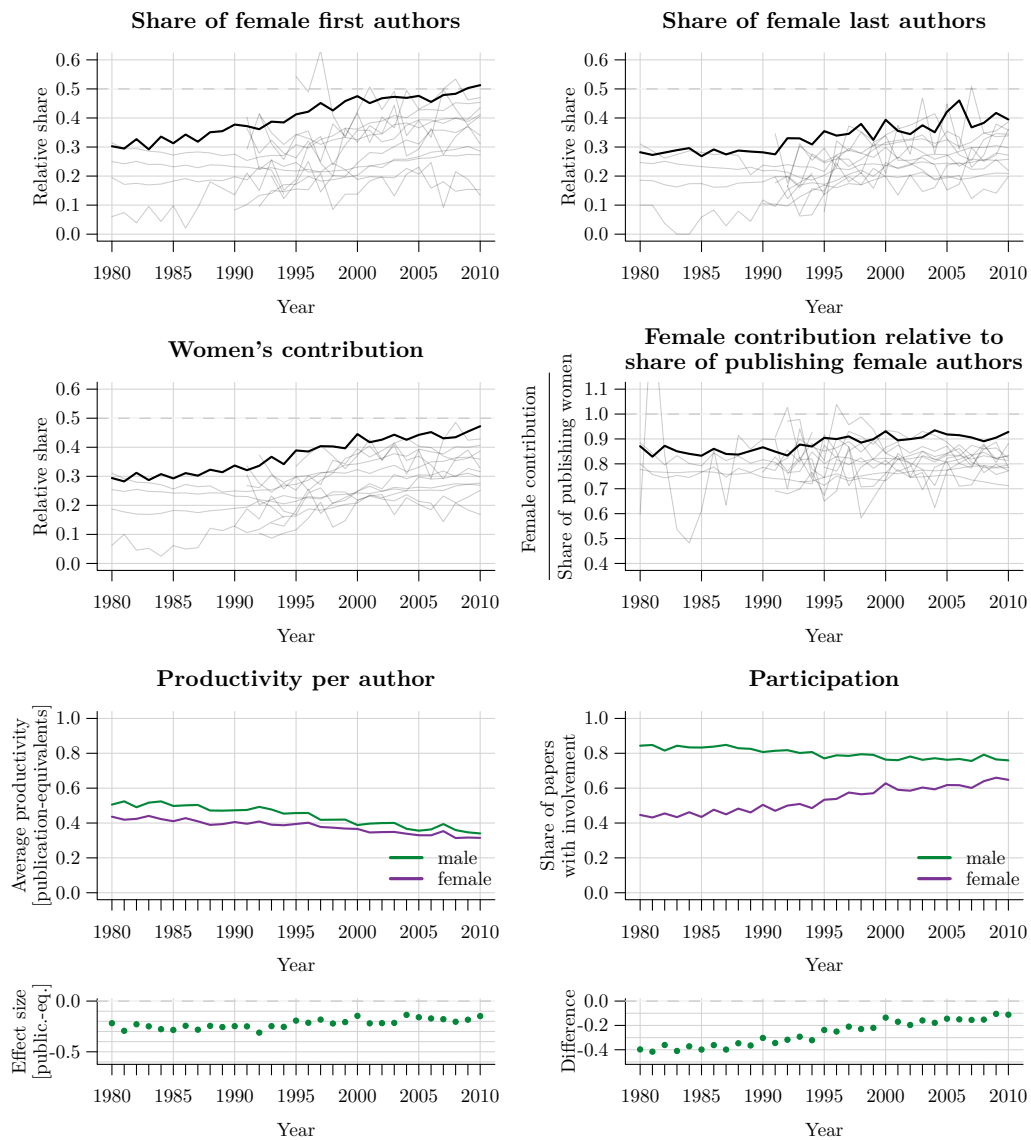 Share of female first authors
Relative share
0.6
0.5
0.4
0.3
0.2
0.1
0.0
1980 1985 1990 1995 2000 2005 2010
Year
Share of female last authors
Relative share
0.6
0.5
0.4
0.3
0.2
0.1
0.0
1980 1985 1990 1995 2000 2005 2010
Year
Women's contribution
Relative share
0.6
0.5
0.4
0.3
0.2
0.1
0.0
1980 1985 1990 1995 2000 2005 2010
Year
Female contribution relative to
share of publishing female authors
Female contribution
Share of publishing women
1.1
1.0
0.9
0.8
0.7
0.6
0.5
0.4
1980 1985 1990 1995 2000 2005 2010
Year
Productivity per author
Average productivity
[publication-equivalents]
1.0
0.8
0.6
0.4
0.2
0.0
male
female
1980 1985 1990 1995 2000 2005 2010
Year
Participation
Share of papers
with involvement
1.0
0.8
0.6
0.4
0.2
0.0
male
female
1980 1985 1990 1995 2000 2005 2010
Year
Effect size
[public.-eq.]
0.0
-0.5
1980 1985 1990 1995 2000 2005 2010
Year
Difference
0.0
-0.2
-0.4
1980 1985 1990 1995 2000 2005 2010
Year